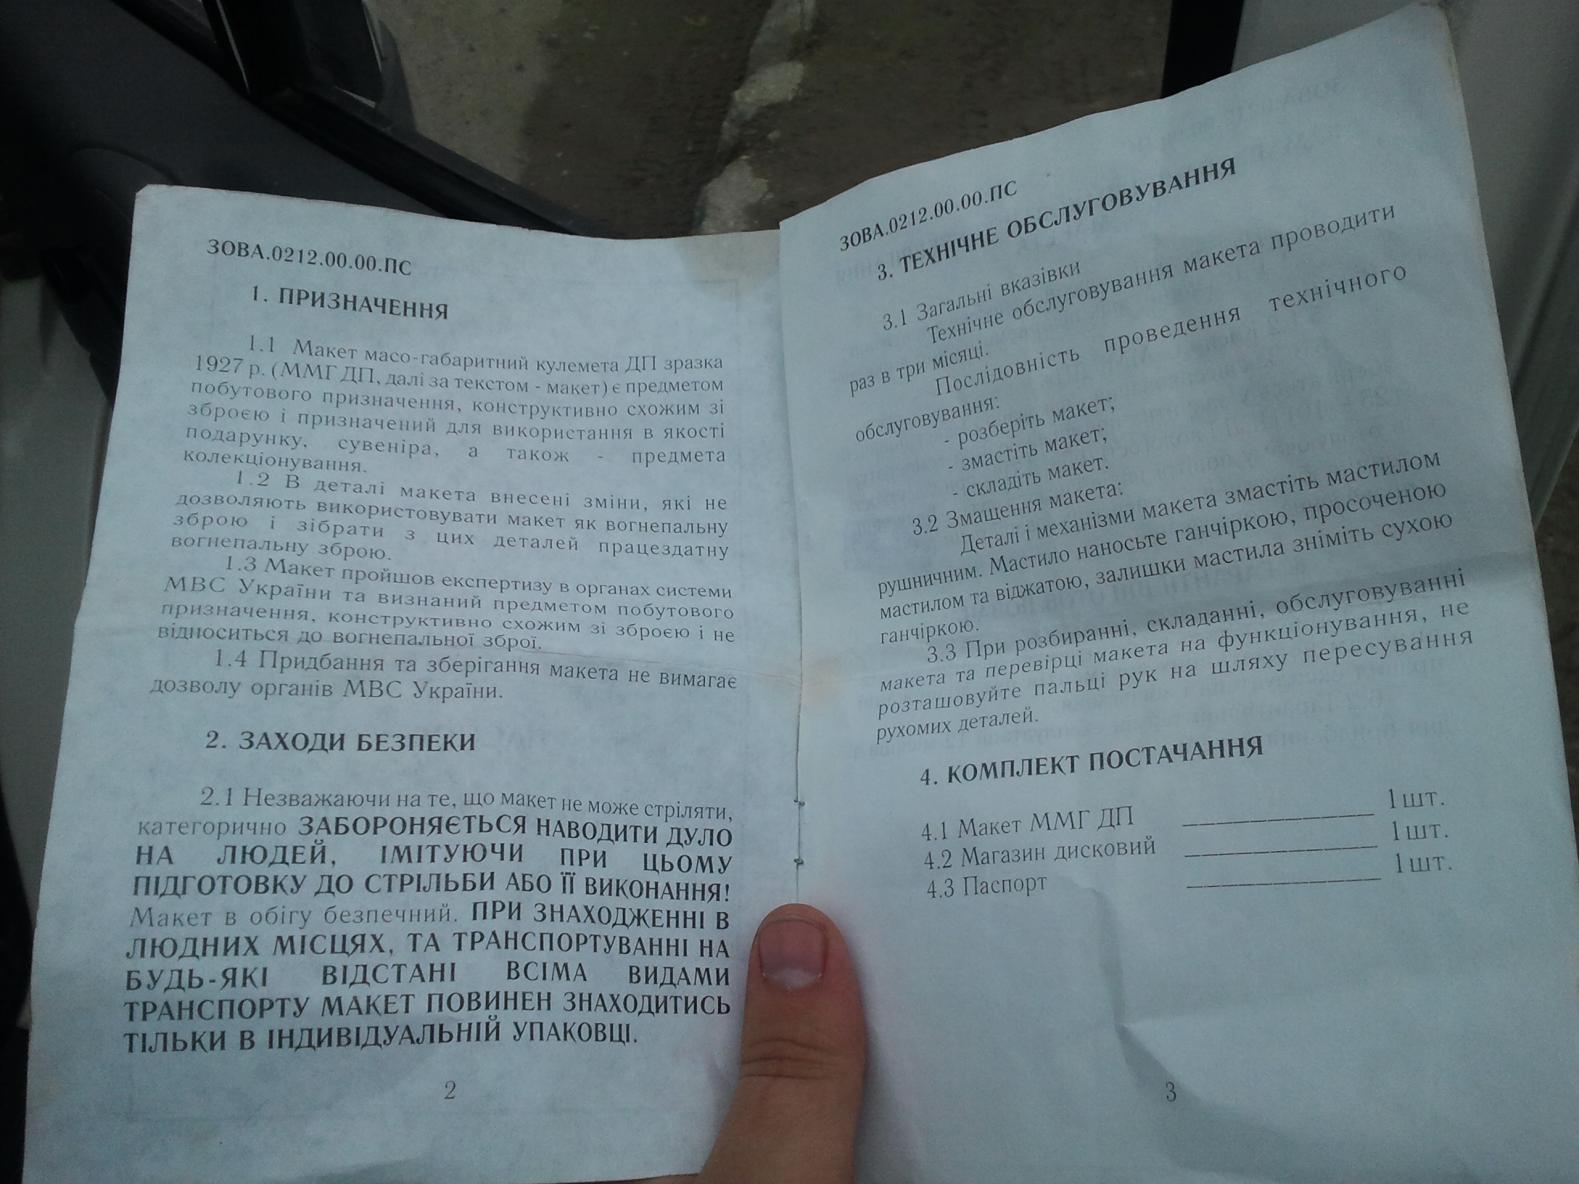 ЗОВА.0212.00.00.ПС
1. ПРИЗНАЧЕННЯ
1.1 Макет масо-габаритний кулемета ДП зразка
1927 р. (ММГ ДП, далі за текстом - макет) є предметом
побутового призначення, конструктивно схожим зі
зброєю і призначений для використання в якості
подарунку, сувеніра, а також - предмета
колекціонування.
1.2 В деталі макета внесені зміни, які не
дозволяють використовувати макет як вогнепальну
зброю і зібрати з цих деталей працездатну
вогнепальну зброю.
1.3 Макет пройшов експертизу в органах системи
МВС України та визнаний предметом побутового
призначення, конструктивно схожим зі зброєю і не
відноситься до вогнепальної зброї.
1.4 Придбання та зберігання макета не вимагає
дозволу органів МВС України.
2. ЗАХОДИ БЕЗПЕКИ
2.1 Незважаючи на те, що макет не може стріляти,
категорично ЗАБОРОНЯЄТЬСЯ НАВОДИТИ ДУЛО
НА ЛЮДЕЙ, ІМІТУЮЧИ ПРИ ЦЬОМУ
ПІДГОТОВКУ ДО СТРІЛЬБИ АБО ЇЇ ВИКОНАННЯ!
Макет в обігу безпечний. ПРИ ЗНАХОДЖЕННІ В
ЛЮДНИХ МІСЦЯХ, ТА ТРАНСПОРТУВАННІ НА
БУДЬ-ЯКІ ВІДСТАНІ ВСІМА ВИДАМИ
ТРАНСПОРТУ МАКЕТ ПОВИНЕН ЗНАХОДИТИСЬ
ТІЛЬКИ В ІНДИВІДУАЛЬНІЙ УПАКОВЦІ.
2
ЗОВА.0212.00.00.ПС
3. ТЕХНІЧНЕ ОБСЛУГОВУВАННЯ
3.1 Загальні вказівки
Технічне обслуговування макета проводити
раз в три місяці.
Послідовність проведення технічного
обслуговування:
- розберіть макет;
- змастіть макет;
- складіть макет.
3.2 Змащення макета:
Деталі і механізми макета змастіть мастилом
рушничним. Мастило наносьте ганчіркою, просоченою
мастилом та віджатою, залишки мастила зніміть сухою
ганчіркою.
3.3 При розбиранні, складанні, обслуговуванні
макета та перевірці макета на функціонування, не
розташовуйте пальці рук на шляху пересування
рухомих деталей.
4. КОМПЛЕКТ ПОСТАЧАННЯ
4.1 Макет ММГ ДП ____________ 1 шт.
4.2 Магазин дисковий ____________ 1 шт.
4.3 Паспорт ____________ 1 шт.
3